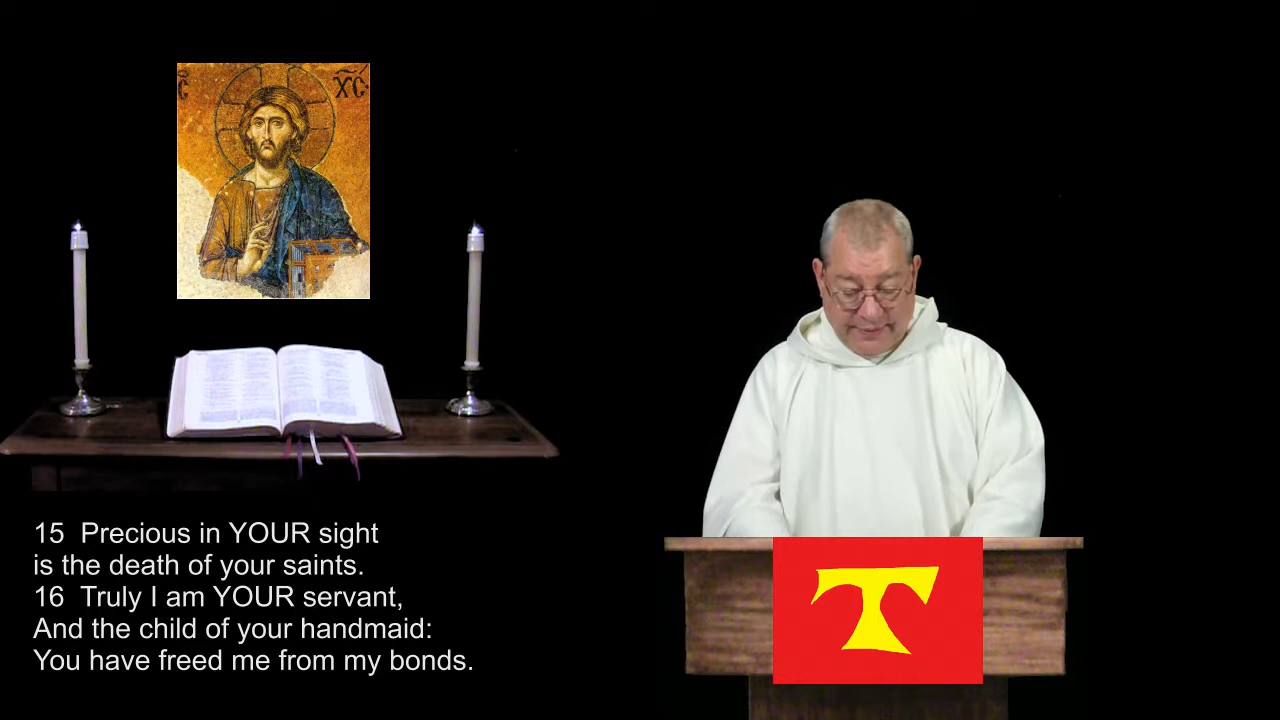 ΧC
15 Precious in YOUR sight
is the death of your saints.
16 Truly I am YOUR servant,
And the child of your handmaid:
You have freed me from my bonds.
T